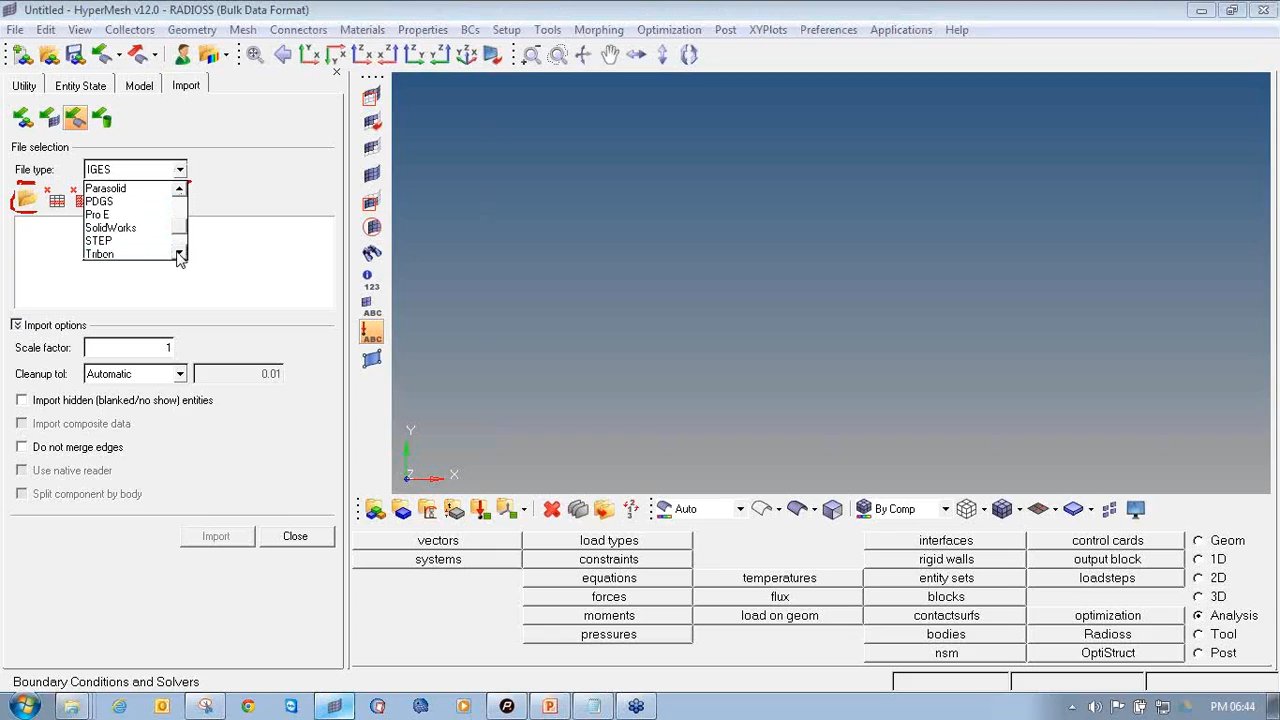 Untitled - HyperMesh v12.0 - RADIOSS (Bulk Data Format)
File Edit View Collectors Geometry Mesh Connectors Materials Properties BCs Setup Tools Morphing Optimization Post XYPlots Preferences Applications Help
Utility Entity State Model Import
File selection
File type: IGES
Parasolid
PDGS
Pro E
SolidWorks
STEP
Tribon
123
ABC
ABC
Import options
Scale factor: 1
Cleanup tol: Automatic 0.01
Import hidden (blanked/no show) entities
Import composite data
Do not merge edges
Use native reader
Split component by body
Import Close
Y
Z X
Auto By Comp
vectors load types interfaces control cards Geom
systems constraints rigid walls output block 1D
equations temperatures entity sets loadsteps 2D
forces flux blocks 3D
moments load on geom contactsurfs optimization Analysis
pressures bodies Radioss Tool
nsm OptiStruct Post
Boundary Conditions and Solvers
PM 06:44